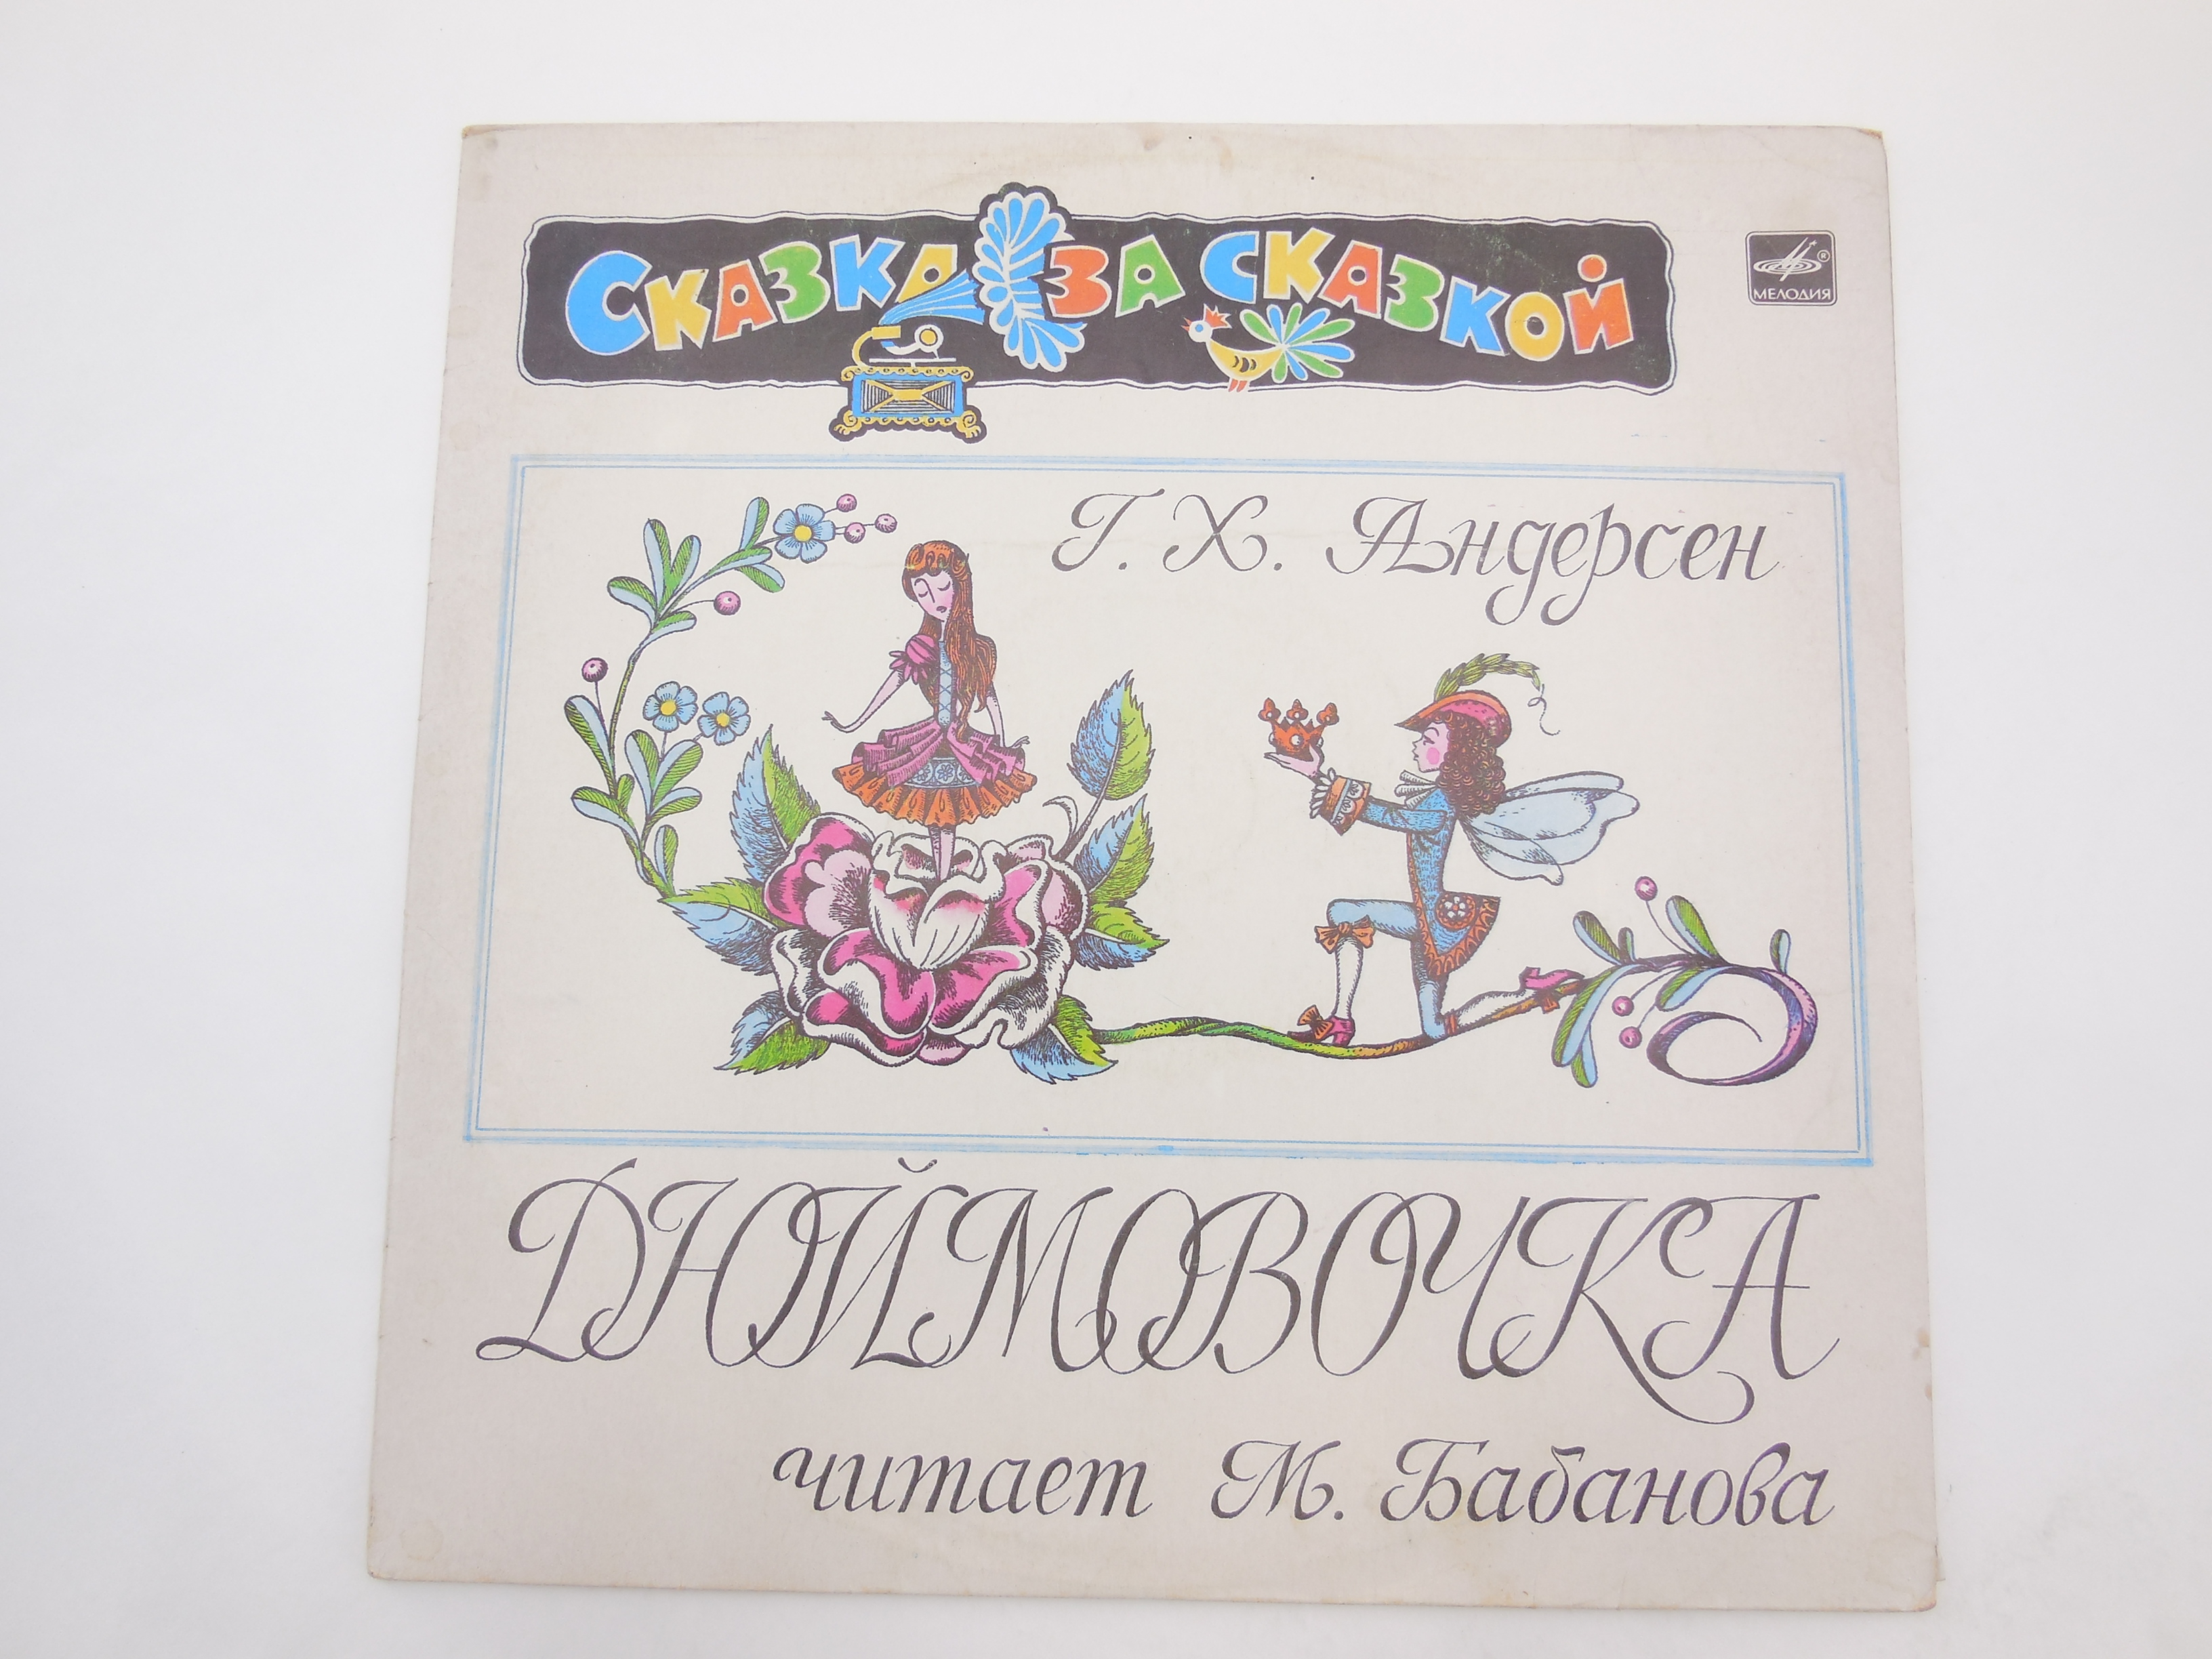 Сказка за сказкой
МЕЛОДИЯ ®
Г. Х. Андерсен
ДЮЙМОВОЧКА
читает М. Бабанова